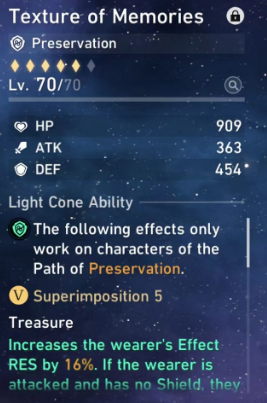 Texture of Memories
Preservation
Lv. 70/70
HP 909
ATK 363
DEF 454
Light Cone Ability
The following effects only
work on characters of the
Path of Preservation.
V Superimposition 5
Treasure
Increases the wearer's Effect
RES by 16%. If the wearer is
attacked and has no Shield, they